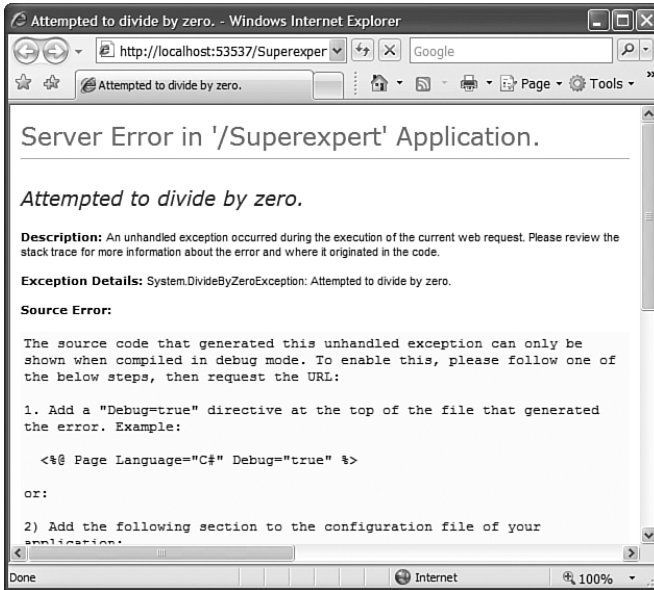 Attempted to divide by zero. - Windows Internet Explorer
http://localhost:53537/Superexper
Google
Attempted to divide by zero.
Page
Tools
Server Error in '/Superexpert' Application.
Attempted to divide by zero.
Description: An unhandled exception occurred during the execution of the current web request. Please review the
stack trace for more information about the error and where it originated in the code.
Exception Details: System.DivideByZeroException: Attempted to divide by zero.
Source Error:
The source code that generated this unhandled exception can only be
shown when compiled in debug mode. To enable this, please follow one of
the below steps, then request the URL:
1. Add a "Debug=true" directive at the top of the file that generated
the error. Example:
<%@ Page Language="C#" Debug="true" %>
or:
2) Add the following section to the configuration file of your
application:
Done
Internet
100%